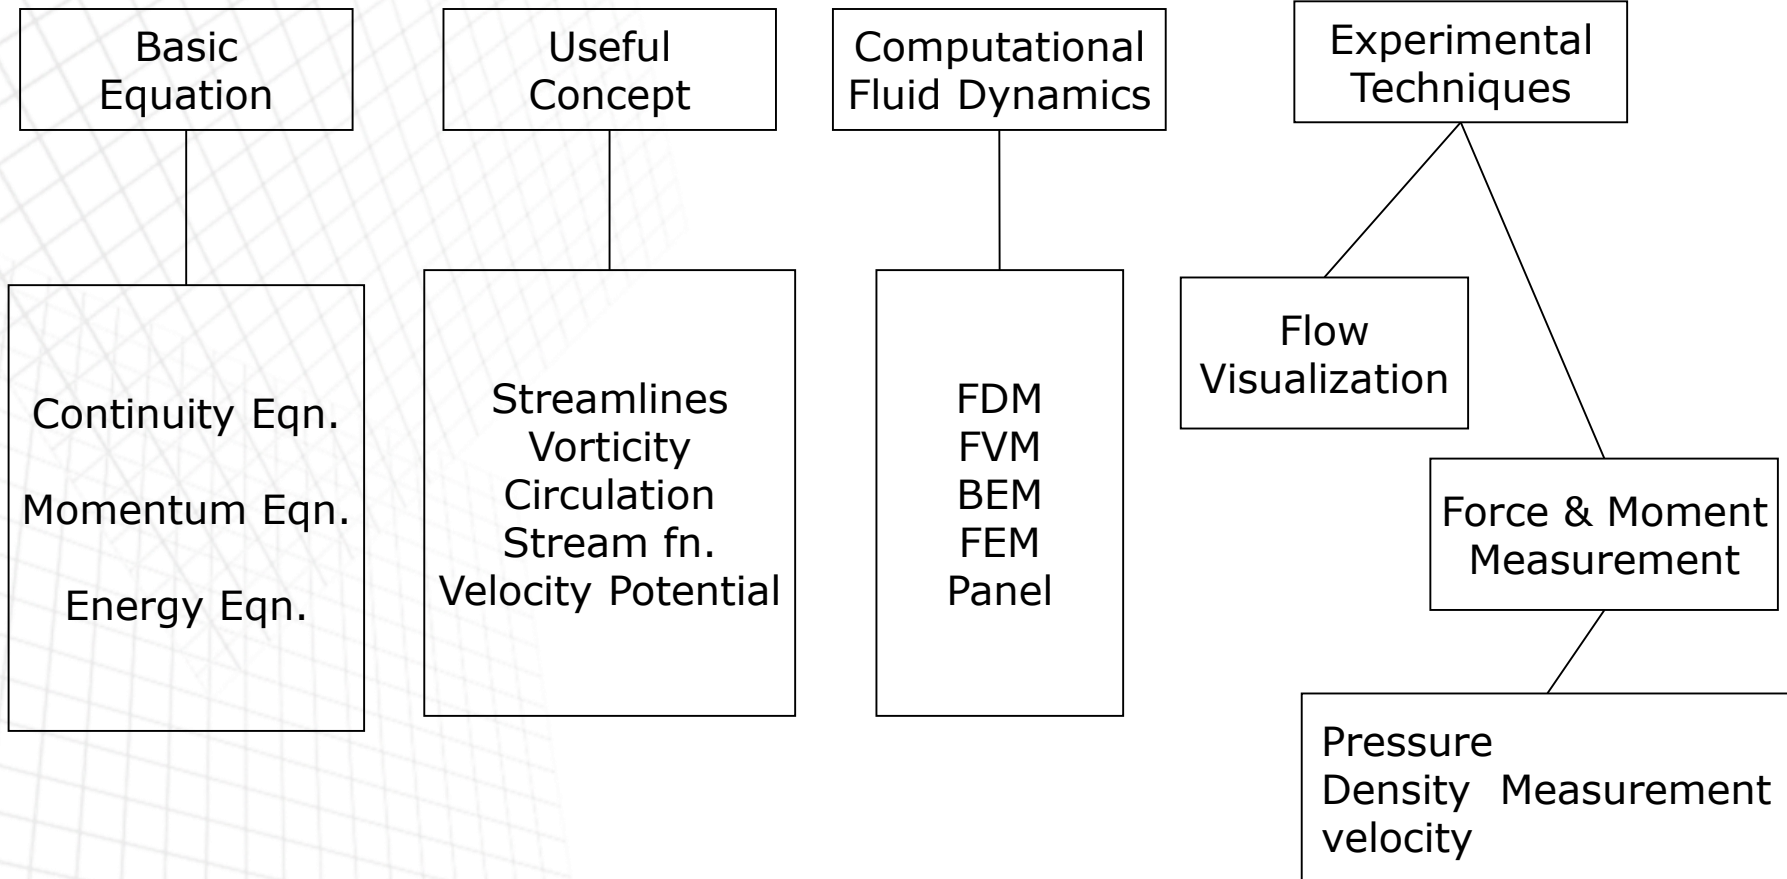 Basic
Equation
Useful
Concept
Computational
Fluid Dynamics
Experimental
Techniques
Continuity Eqn.
Momentum Eqn.
Energy Eqn.
Streamlines
Vorticity
Circulation
Stream fn.
Velocity Potential
FDM
FVM
BEM
FEM
Panel
Flow
Visualization
Force & Moment
Measurement
Pressure
Density Measurement
velocity